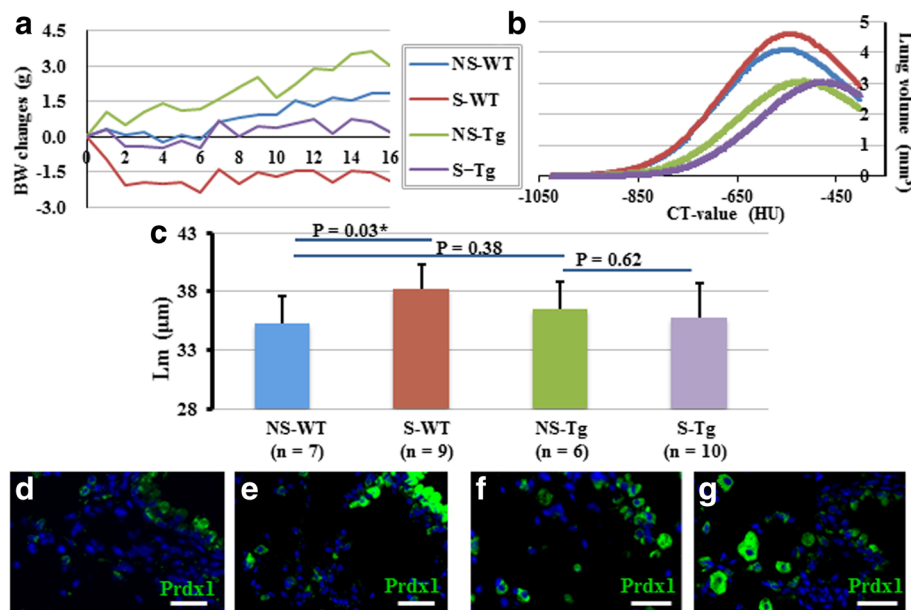 a
4.5
3.0
1.5
0.0
-1.5
-3.0
BW changes (g)
0 2 4 6 8 10 12 14 16
NS-WT
S-WT
NS-Tg
S-Tg
b
5
4
3
2
1
0
Lung volume (mm³)
-1050 -850 -650 -450
CT-value (HU)
c
43
38
33
28
Lm (µm)
P = 0.03*
P = 0.38
P = 0.62
NS-WT S-WT NS-Tg S-Tg
(n = 7) (n = 9) (n = 6) (n = 10)
d
Prdx1
e
Prdx1
f
Prdx1
g
Prdx1